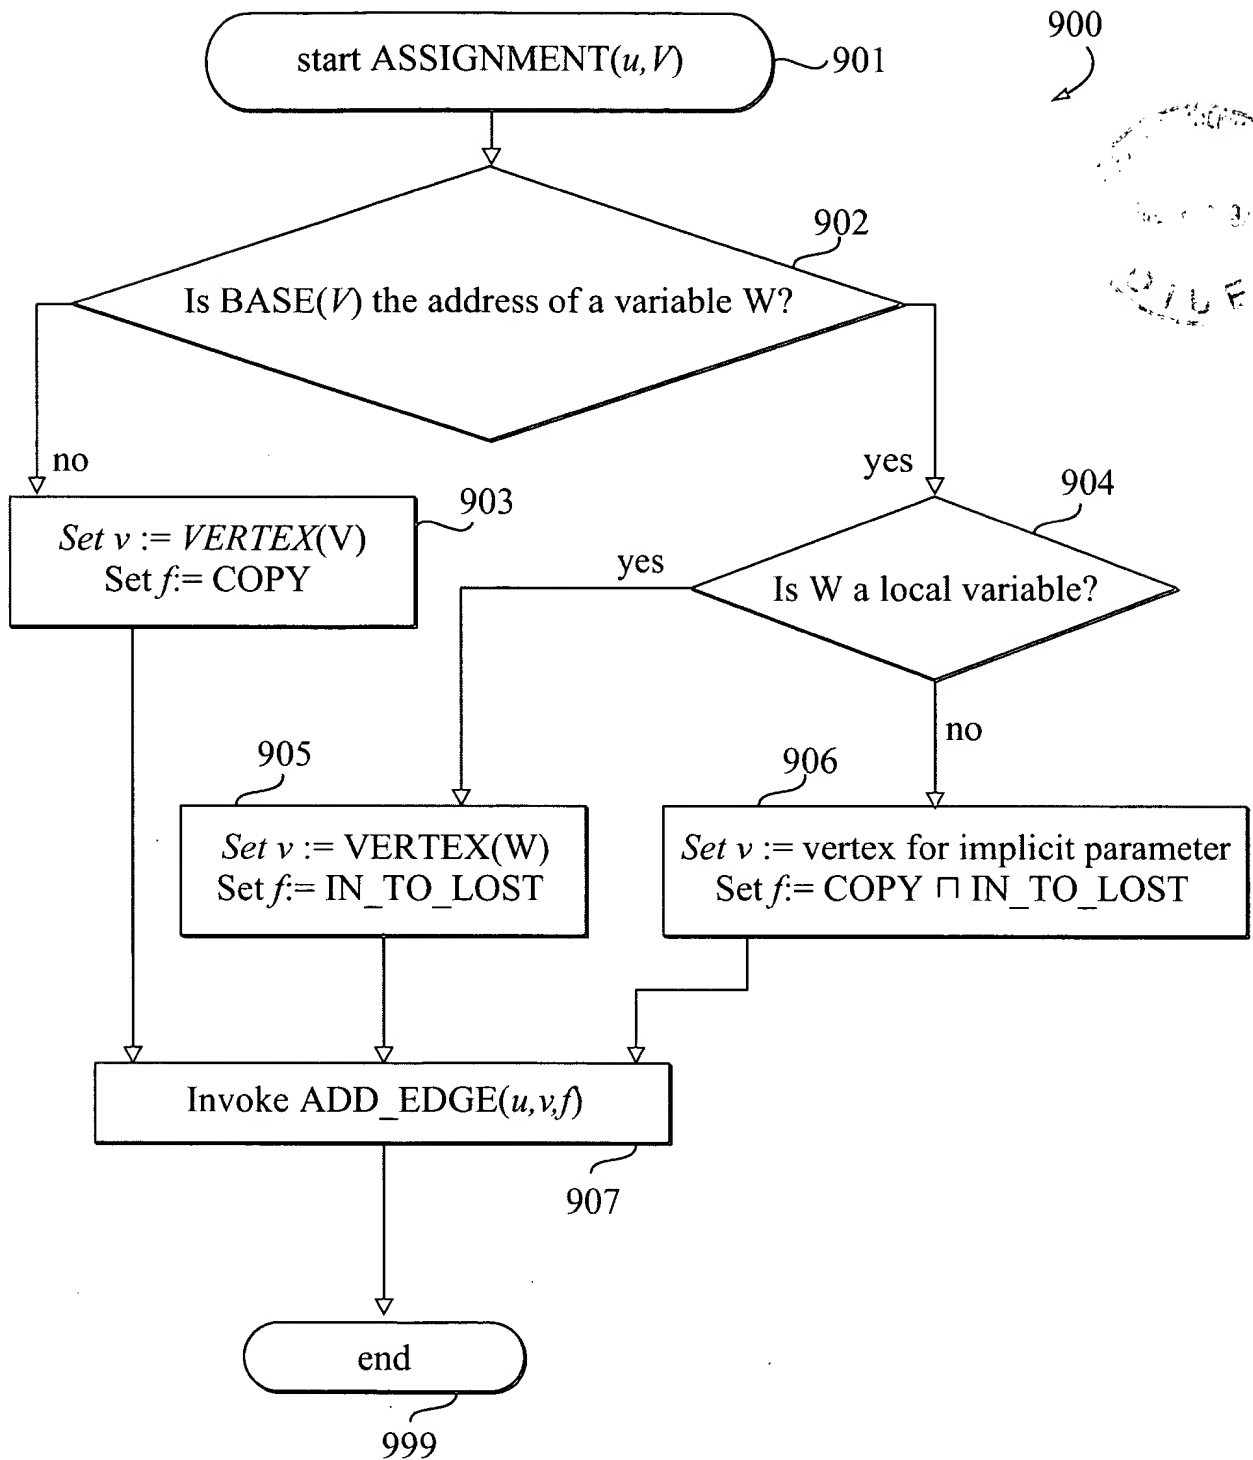 900
start ASSIGNMENT(u,V)
901
902
Is BASE(V) the address of a variable W?
no
yes
903
Set v := VERTEX(V)
Set f:= COPY
904
Is W a local variable?
yes
no
905
Set v := VERTEX(W)
Set f:= IN_TO_LOST
906
Set v := vertex for implicit parameter
Set f:= COPY ⊓ IN_TO_LOST
Invoke ADD_EDGE(u,v,f)
907
end
999